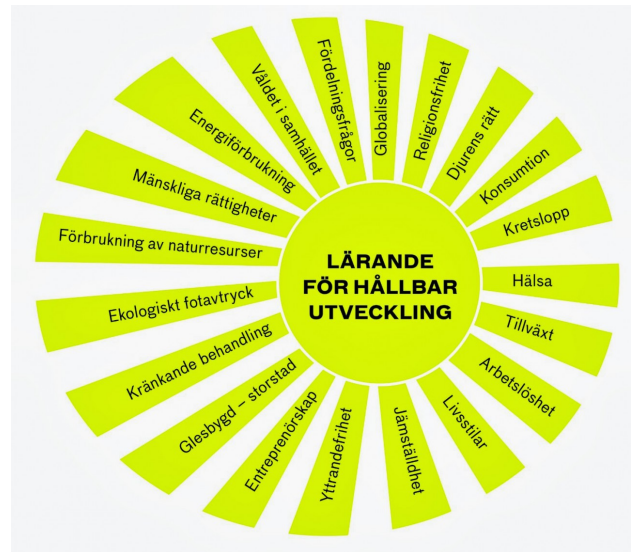 LÄRANDE
FÖR HÅLLBAR
UTVECKLING
Fördelningsfrågor
Globalisering
Religionsfrihet
Djurens rätt
Konsumtion
Kretslopp
Hälsa
Tillväxt
Arbetslöshet
Livsstilar
Jämställdhet
Yttrandefrihet
Entreprenörskap
Glesbygd – storstad
Kränkande behandling
Ekologiskt fotavtryck
Förbrukning av naturresurser
Mänskliga rättigheter
Energiförbrukning
Våldet i samhället